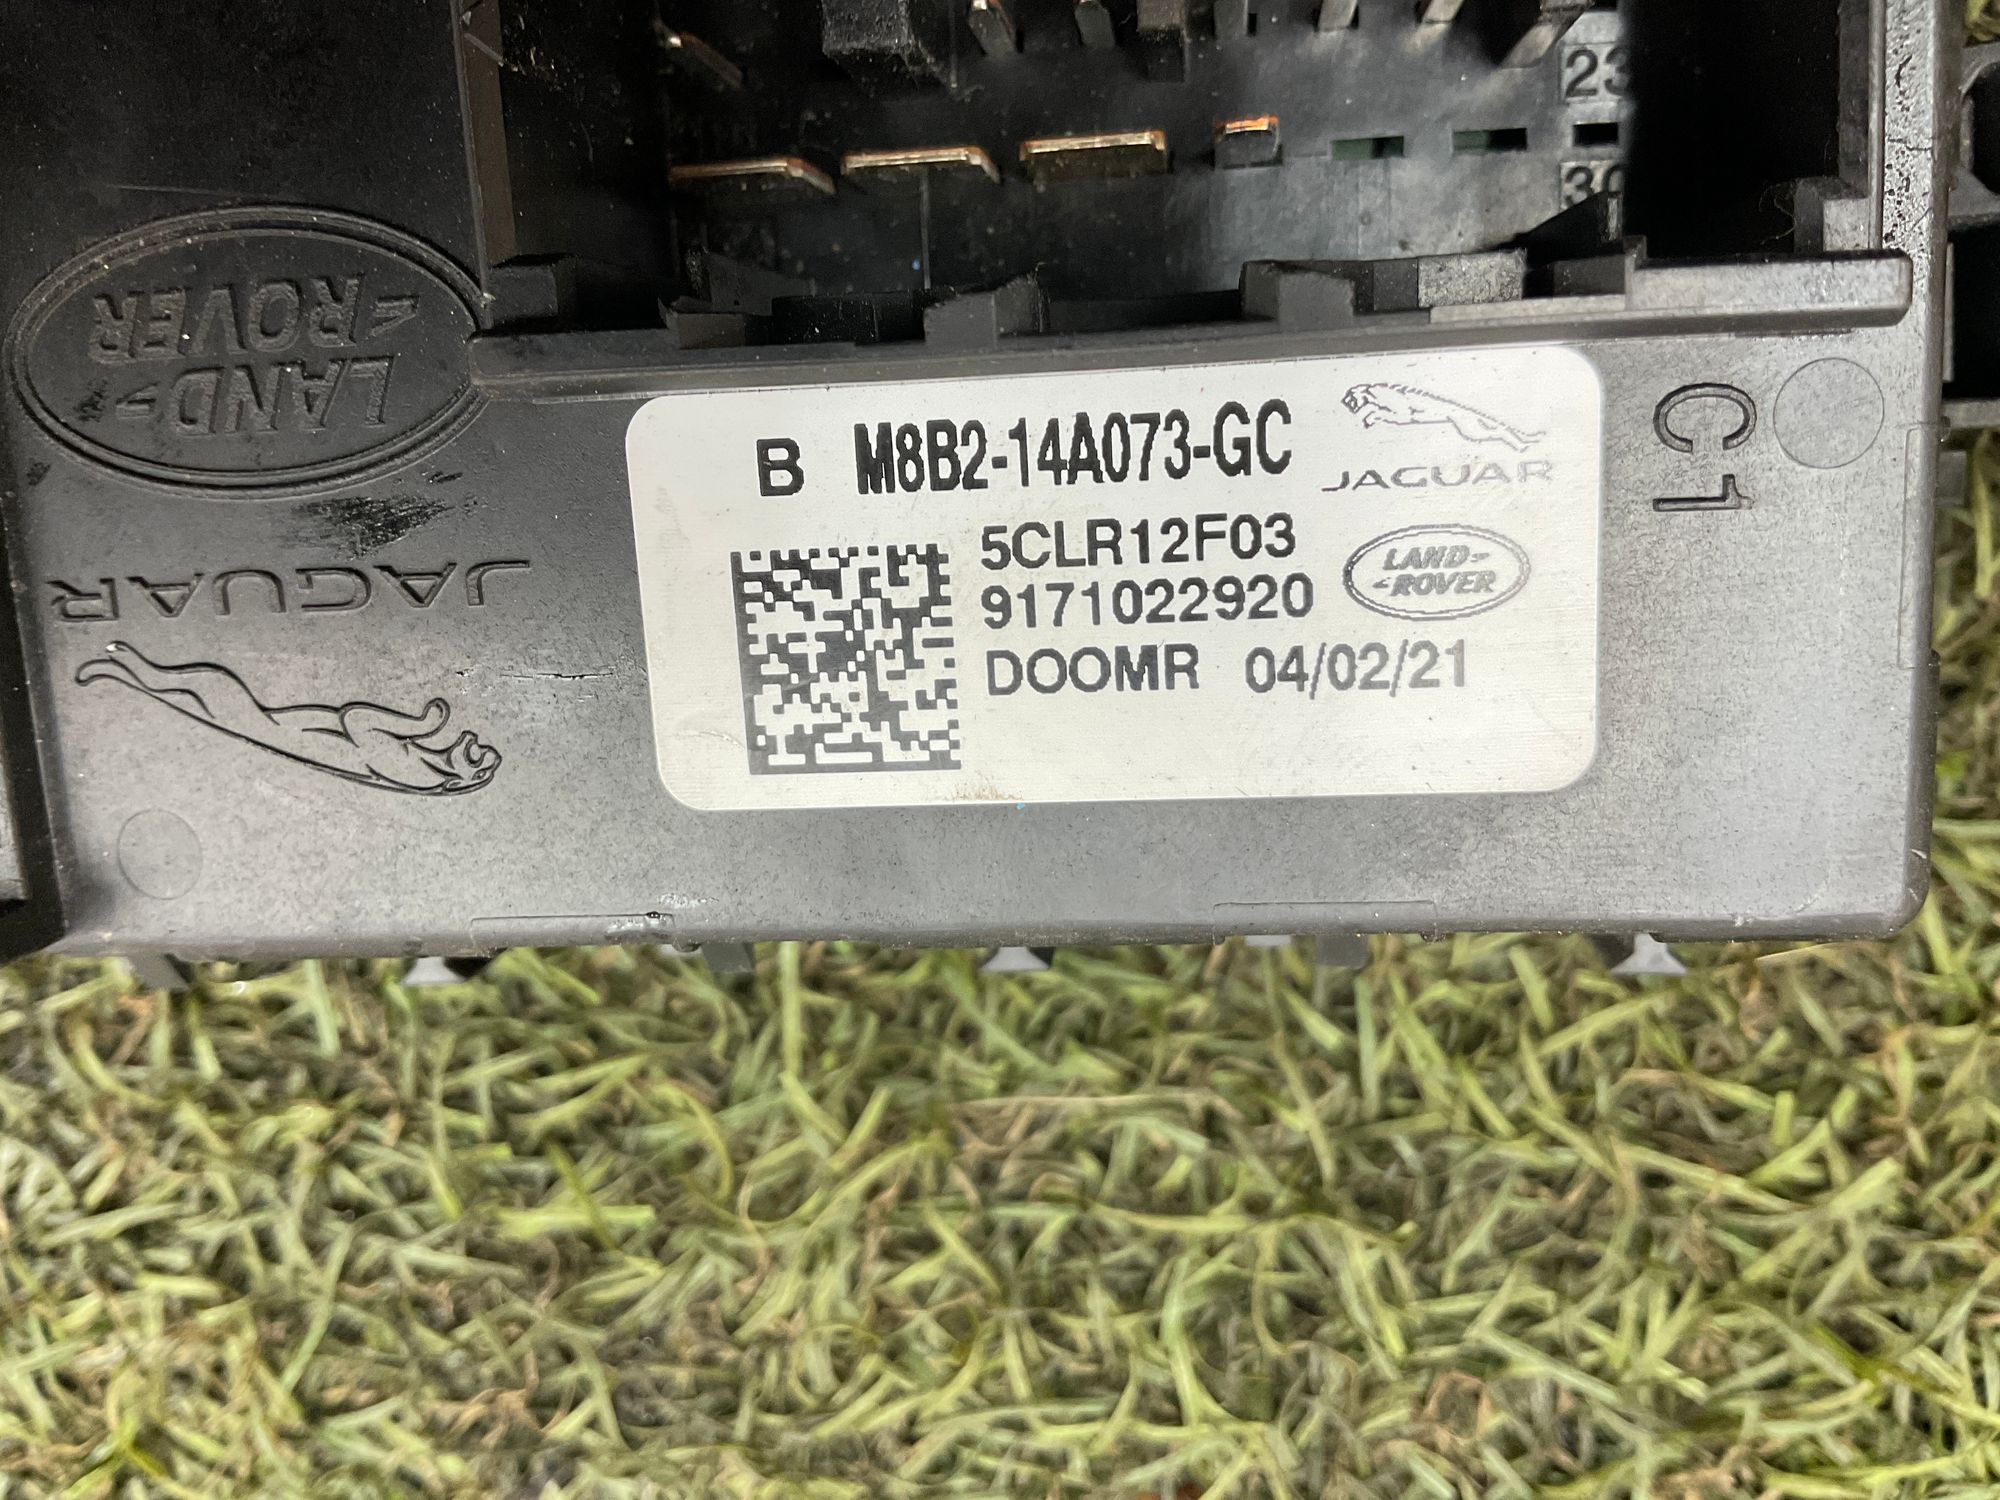 23
30
LAND
ROVER
JAGUAR
B M8B2-14A073-GC
JAGUAR
5CLR12F03
9171022920
LAND
ROVER
DOOMR 04/02/21
C1